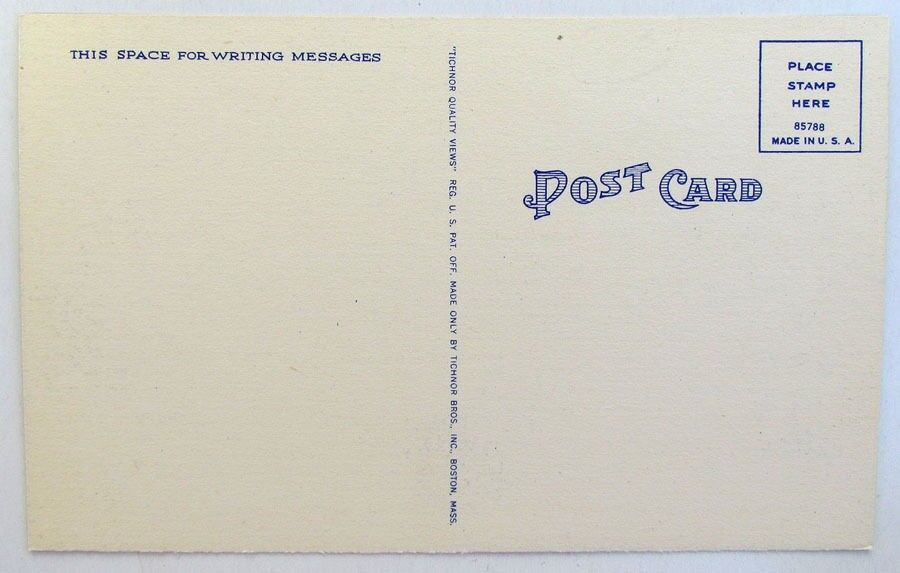 THIS SPACE FOR WRITING MESSAGES
"TICHNOR QUALITY VIEWS" REG. U. S. PAT. OFF. MADE ONLY BY TICHNOR BROS., INC., BOSTON, MASS.
POST CARD
PLACE
STAMP
HERE
85788
MADE IN U. S. A.